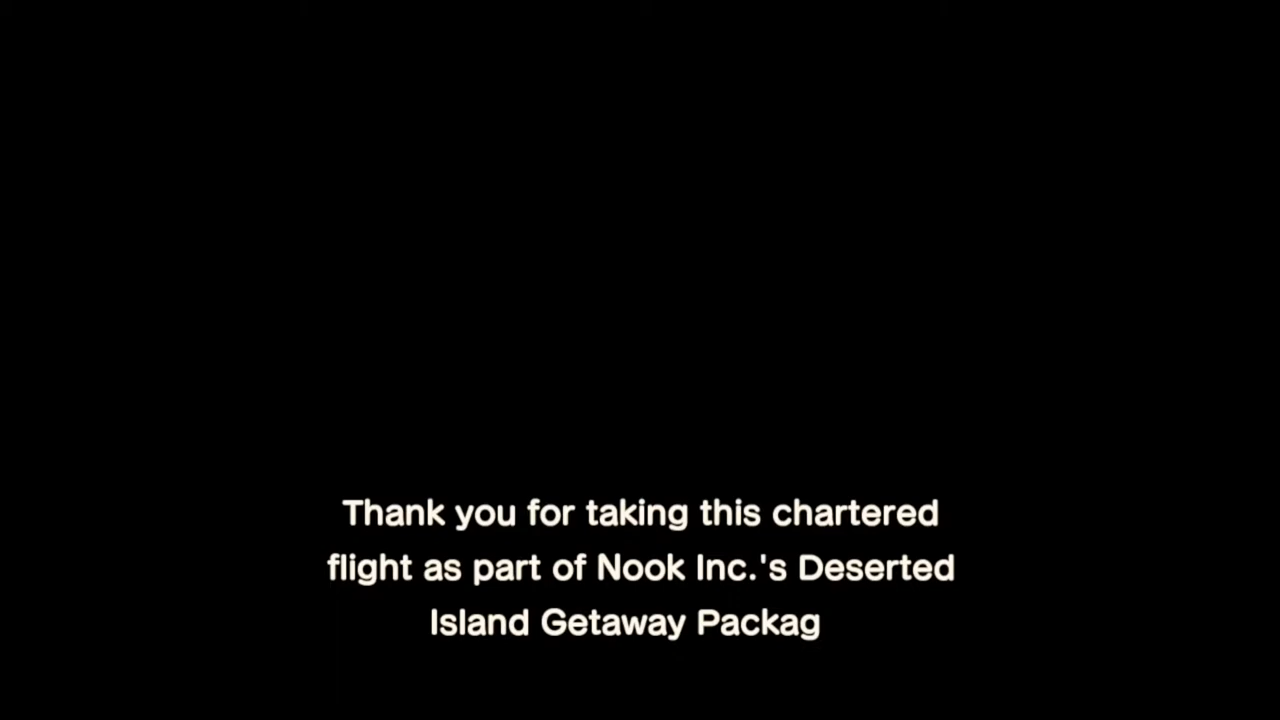 Thank you for taking this chartered
flight as part of Nook Inc.'s Deserted
Island Getaway Packag